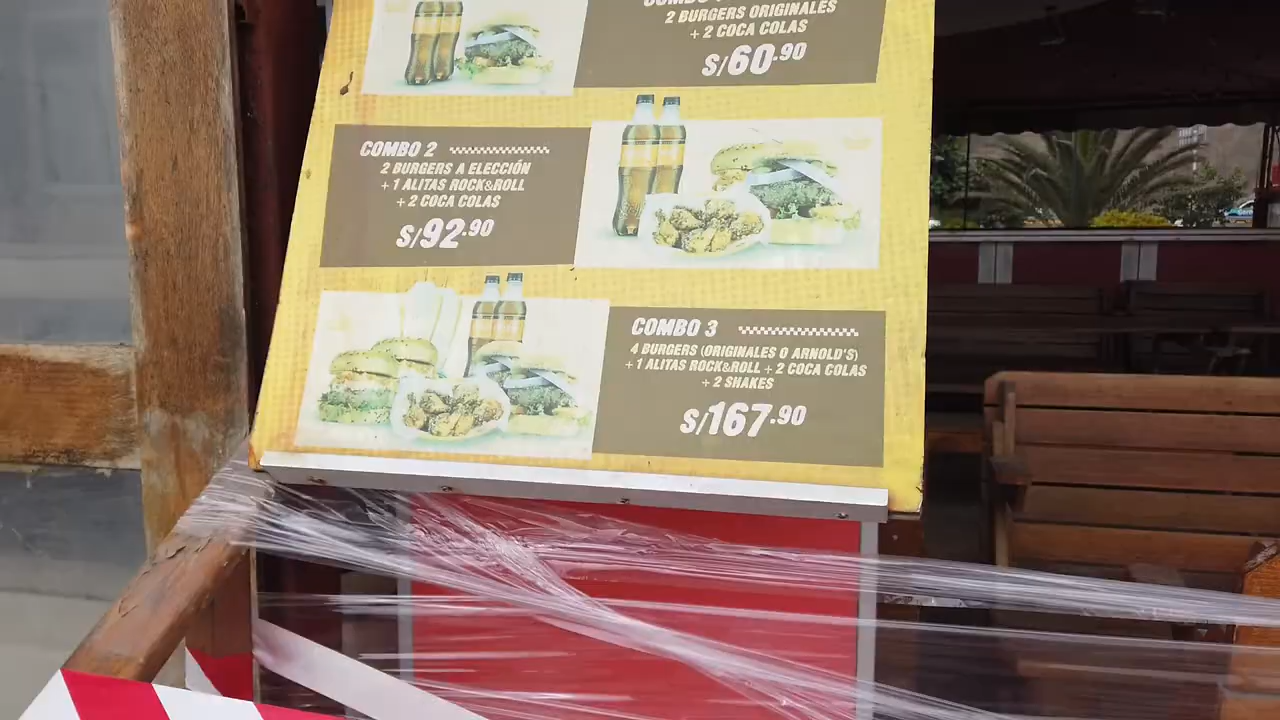 2 BURGERS ORIGINALES
+ 2 COCA COLAS
S/60.90
COMBO 2
2 BURGERS A ELECCIÓN
+ 1 ALITAS ROCK&ROLL
+ 2 COCA COLAS
S/92.90
COMBO 3
4 BURGERS (ORIGINALES O ARNOLD'S)
+ 1 ALITAS ROCK&ROLL + 2 COCA COLAS
+ 2 SHAKES
S/167.90